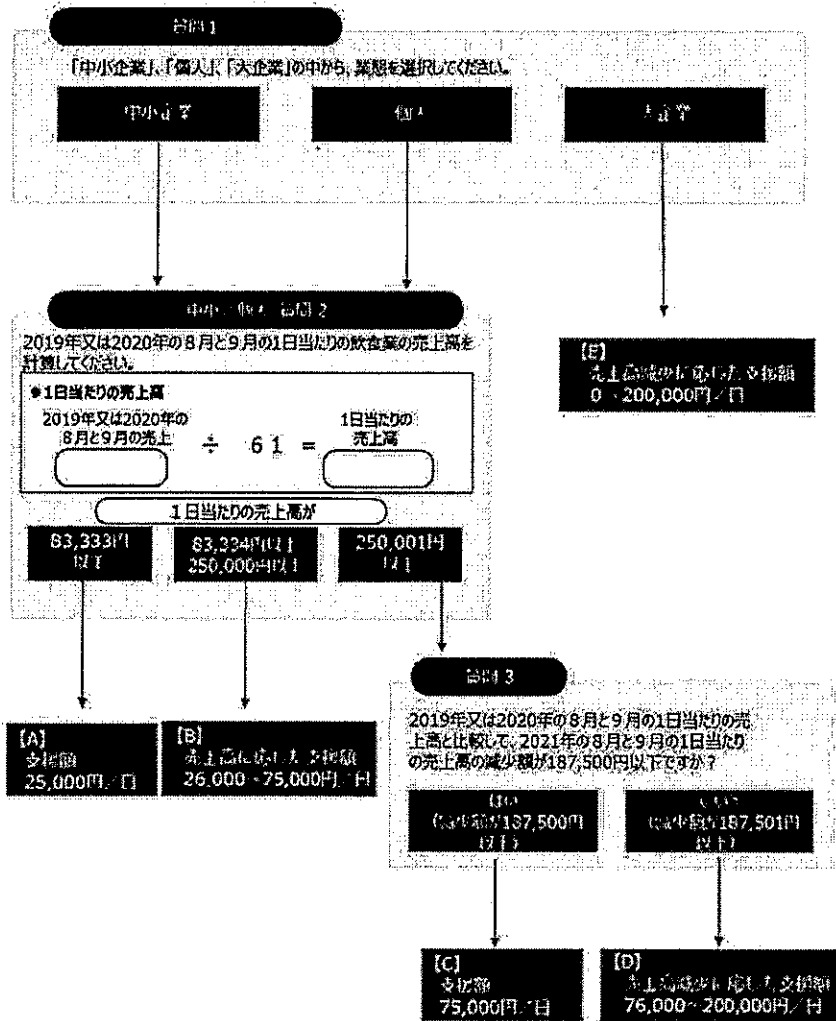 質問1
「中小企業」、「個人」、「大企業」の中から、業態を選択してください。
中小企業
個人
大企業
中小・個人 質問2
2019年又は2020年の8月と9月の1日当たりの飲食業の売上高を
計算してください。
●1日当たりの売上高
2019年又は2020年の
8月と9月の売上
÷ 61 =
1日当たりの
売上高
1日当たりの売上高が
83,333円
以下
83,334円以上
250,000円以下
250,001円
以上
【E】
売上高減少に応じた支援額
0~200,000円/日
質問3
2019年又は2020年の8月と9月の1日当たりの売
上高と比較して、2021年の8月と9月の1日当たり
の売上高の減少額が187,500円以下ですか？
はい
(減少額が187,500円
以下)
いいえ
(減少額が187,501円
以上)
【A】
支援額
25,000円/日
【B】
売上高に応じた支援額
26,000~75,000円/日
【C】
支援額
75,000円/日
【D】
売上高減少に応じた支援額
76,000~200,000円/日